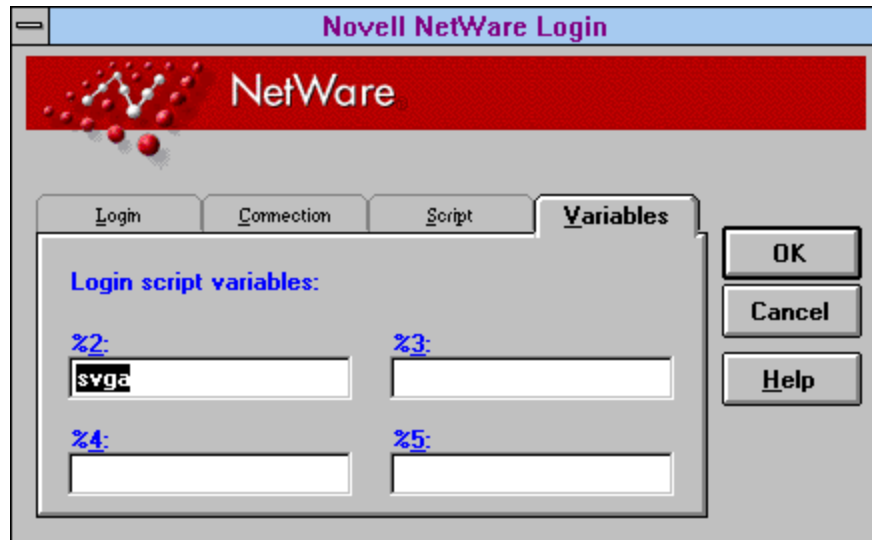 Novell NetWare Login
NetWare
Login Connection Script Variables
OK
Login script variables:
Cancel
%2: %3:
svga
Help
%4: %5: